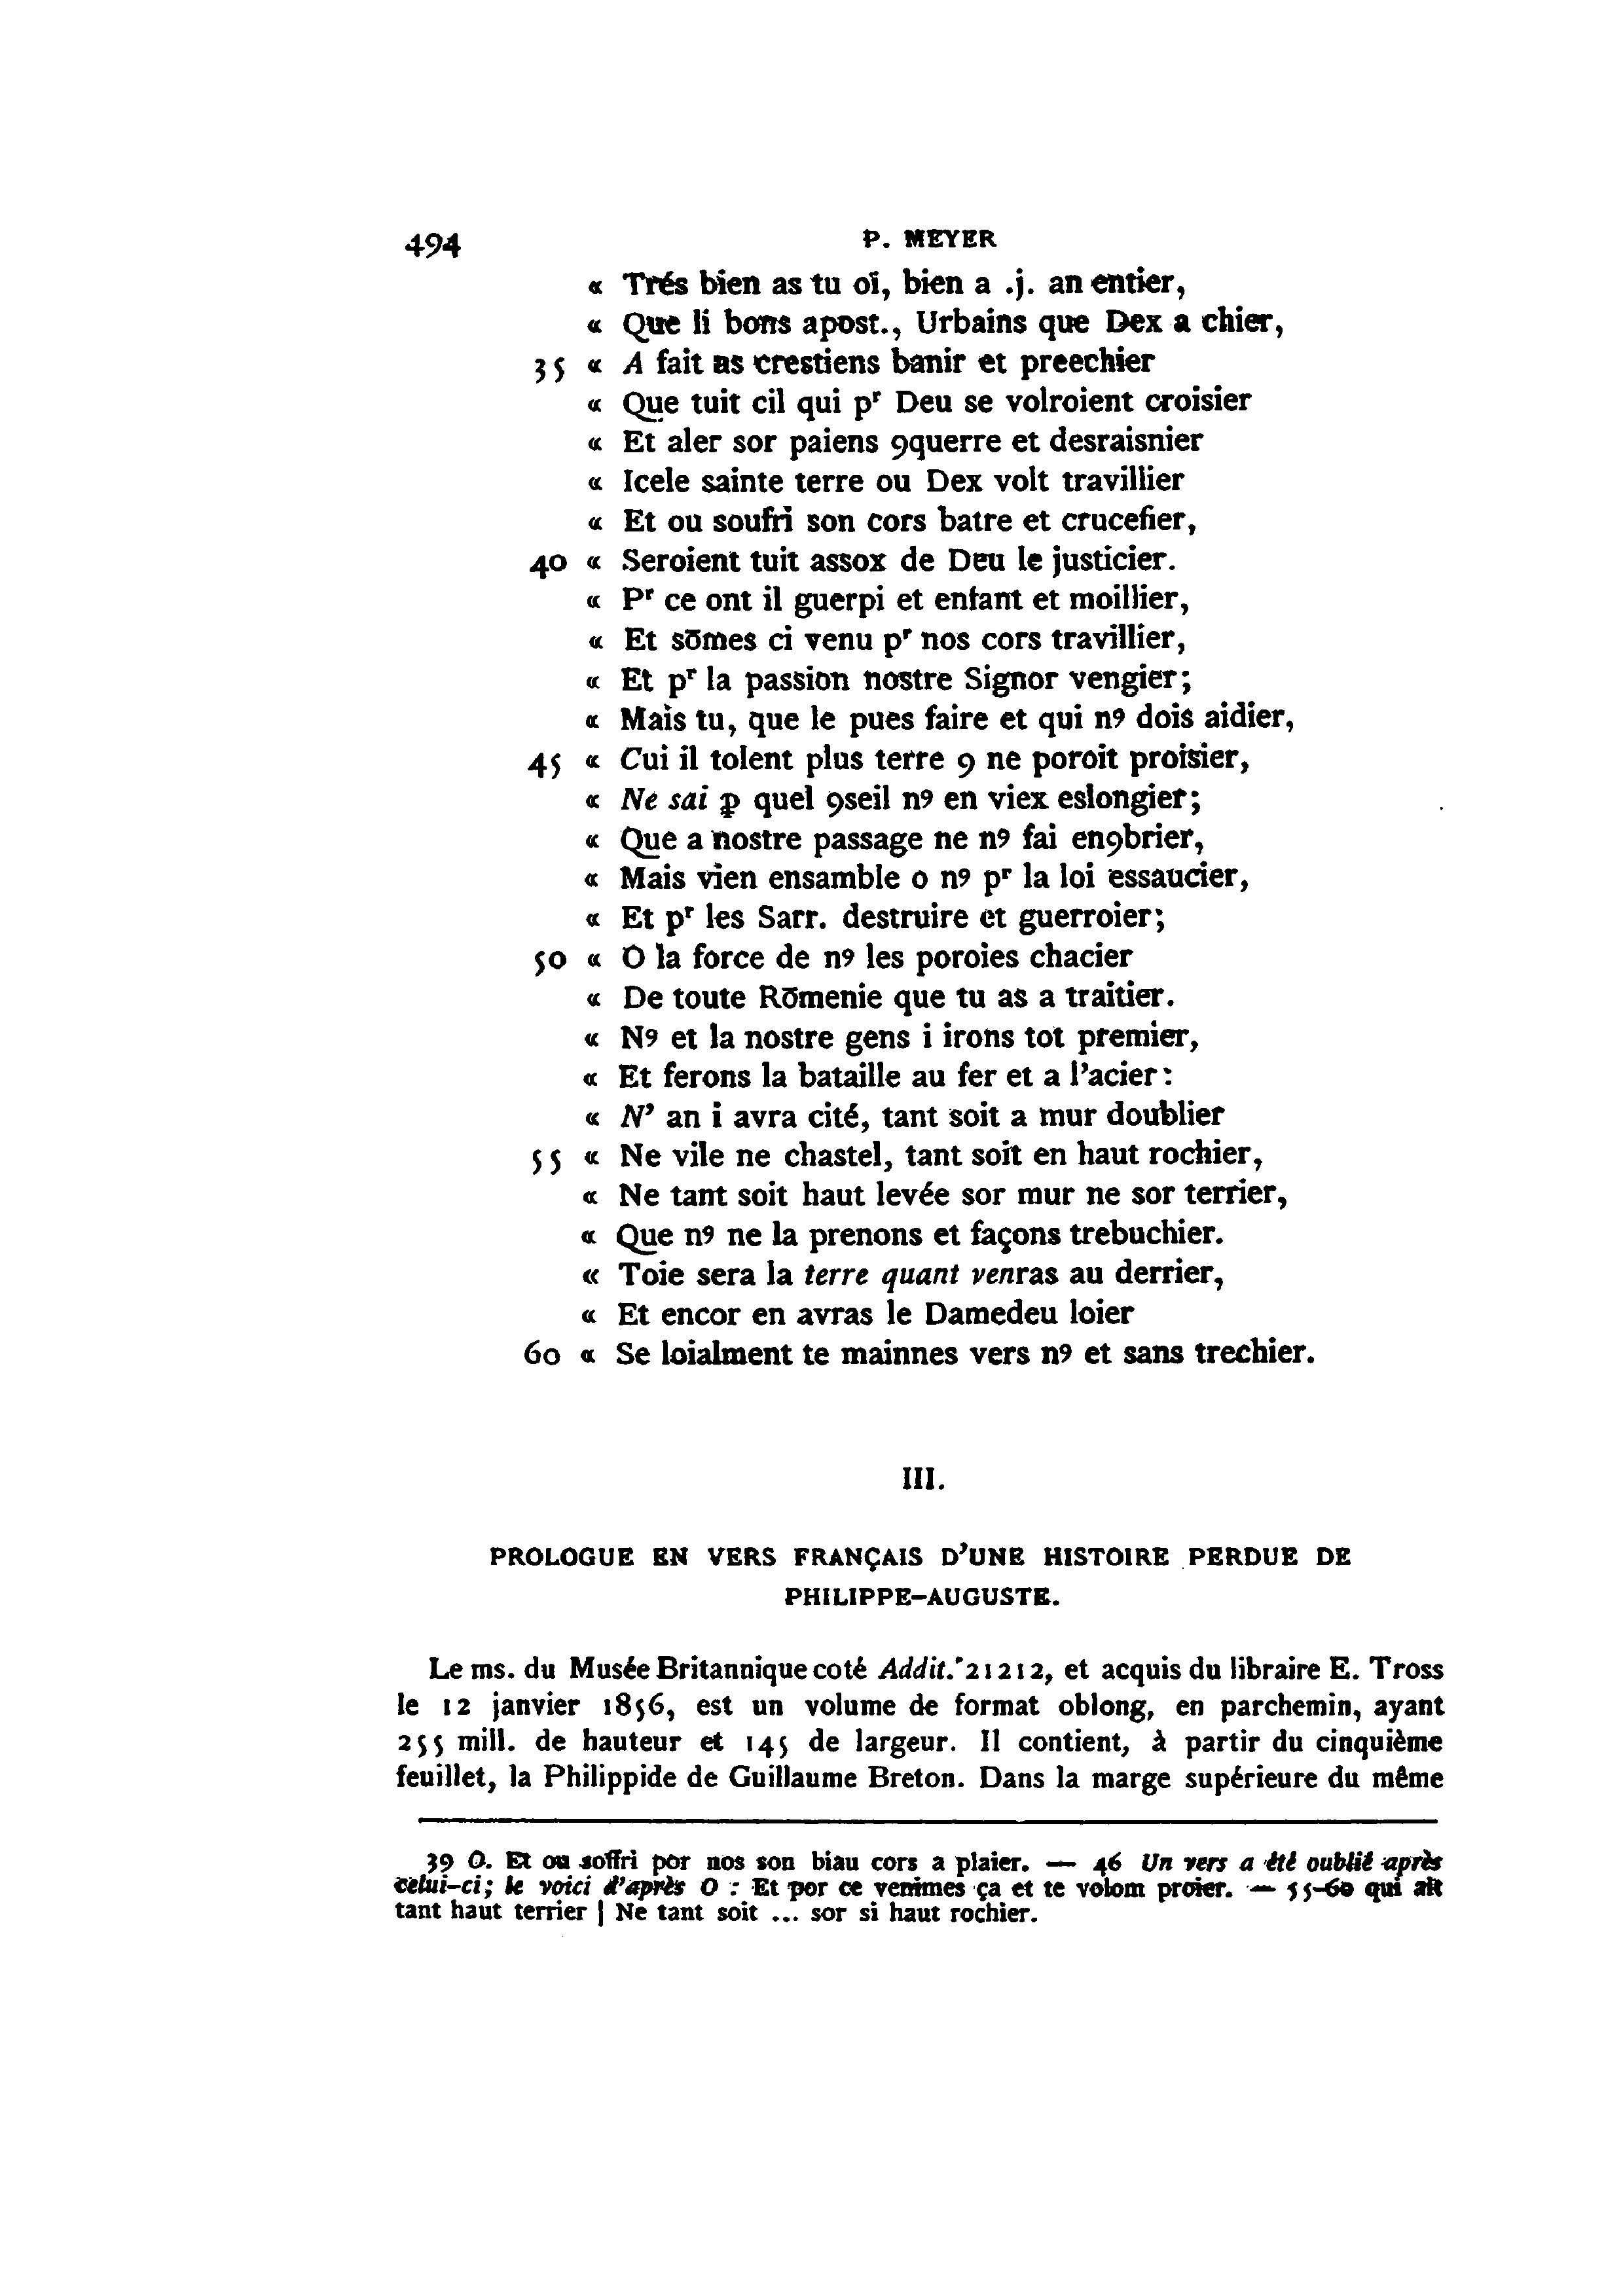 494 P. MEYER
« Trés bien as tu oï, bien a .j. an entier,
« Que li bons apost., Urbains que Dex a chier,
35 « A fait as crestiens banir et preechier
« Que tuit cil qui pʳ Deu se volroient croisier
« Et aler sor paiens 9querre et desraisnier
« Icele sainte terre ou Dex volt travillier
« Et ou soufri son cors batre et crucefier,
40 « Seroient tuit assox de Deu le justicier.
« Pʳ ce ont il guerpi et enfant et moillier,
« Et sōmes ci venu pʳ nos cors travillier,
« Et pʳ la passion nostre Signor vengier;
« Mais tu, que le pues faire et qui n9 dois aidier,
45 « Cui il tolent plus terre 9 ne poroit proisier,
« Ne sai ꝑ quel 9seil n9 en viex eslongier;
« Que a nostre passage ne n9 fai en9brier,
« Mais vien ensamble o n9 pʳ la loi essaucier,
« Et pʳ les Sarr. destruire et guerroier;
50 « O la force de n9 les poroies chacier
« De toute Rōmenie que tu as a traitier.
« N9 et la nostre gens i irons tot premier,
« Et ferons la bataille au fer et a l'acier:
« N' an i avra cité, tant soit a mur doublier
55 « Ne vile ne chastel, tant soit en haut rochier,
« Ne tant soit haut levée sor mur ne sor terrier,
« Que n9 ne la prenons et façons trebuchier.
« Toie sera la terre quant venras au derrier,
« Et encor en avras le Damedeu loier
60 « Se loialment te mainnes vers n9 et sans trechier.
III.
PROLOGUE EN VERS FRANÇAIS D'UNE HISTOIRE PERDUE DE
PHILIPPE-AUGUSTE.
Le ms. du Musée Britannique coté Addit. 21212, et acquis du libraire E. Tross
le 12 janvier 1856, est un volume de format oblong, en parchemin, ayant
255 mill. de hauteur et 145 de largeur. Il contient, à partir du cinquième
feuillet, la Philippide de Guillaume Breton. Dans la marge supérieure du même
39 O. Et ou soffri por nos son biau cors a plaier. — 46 Un vers a été oublié après
celui-ci; le voici d'après O : Et por ce venimes ça et te volom proier. — 55-60 qui ait
tant haut terrier | Ne tant soit ... sor si haut rochier.